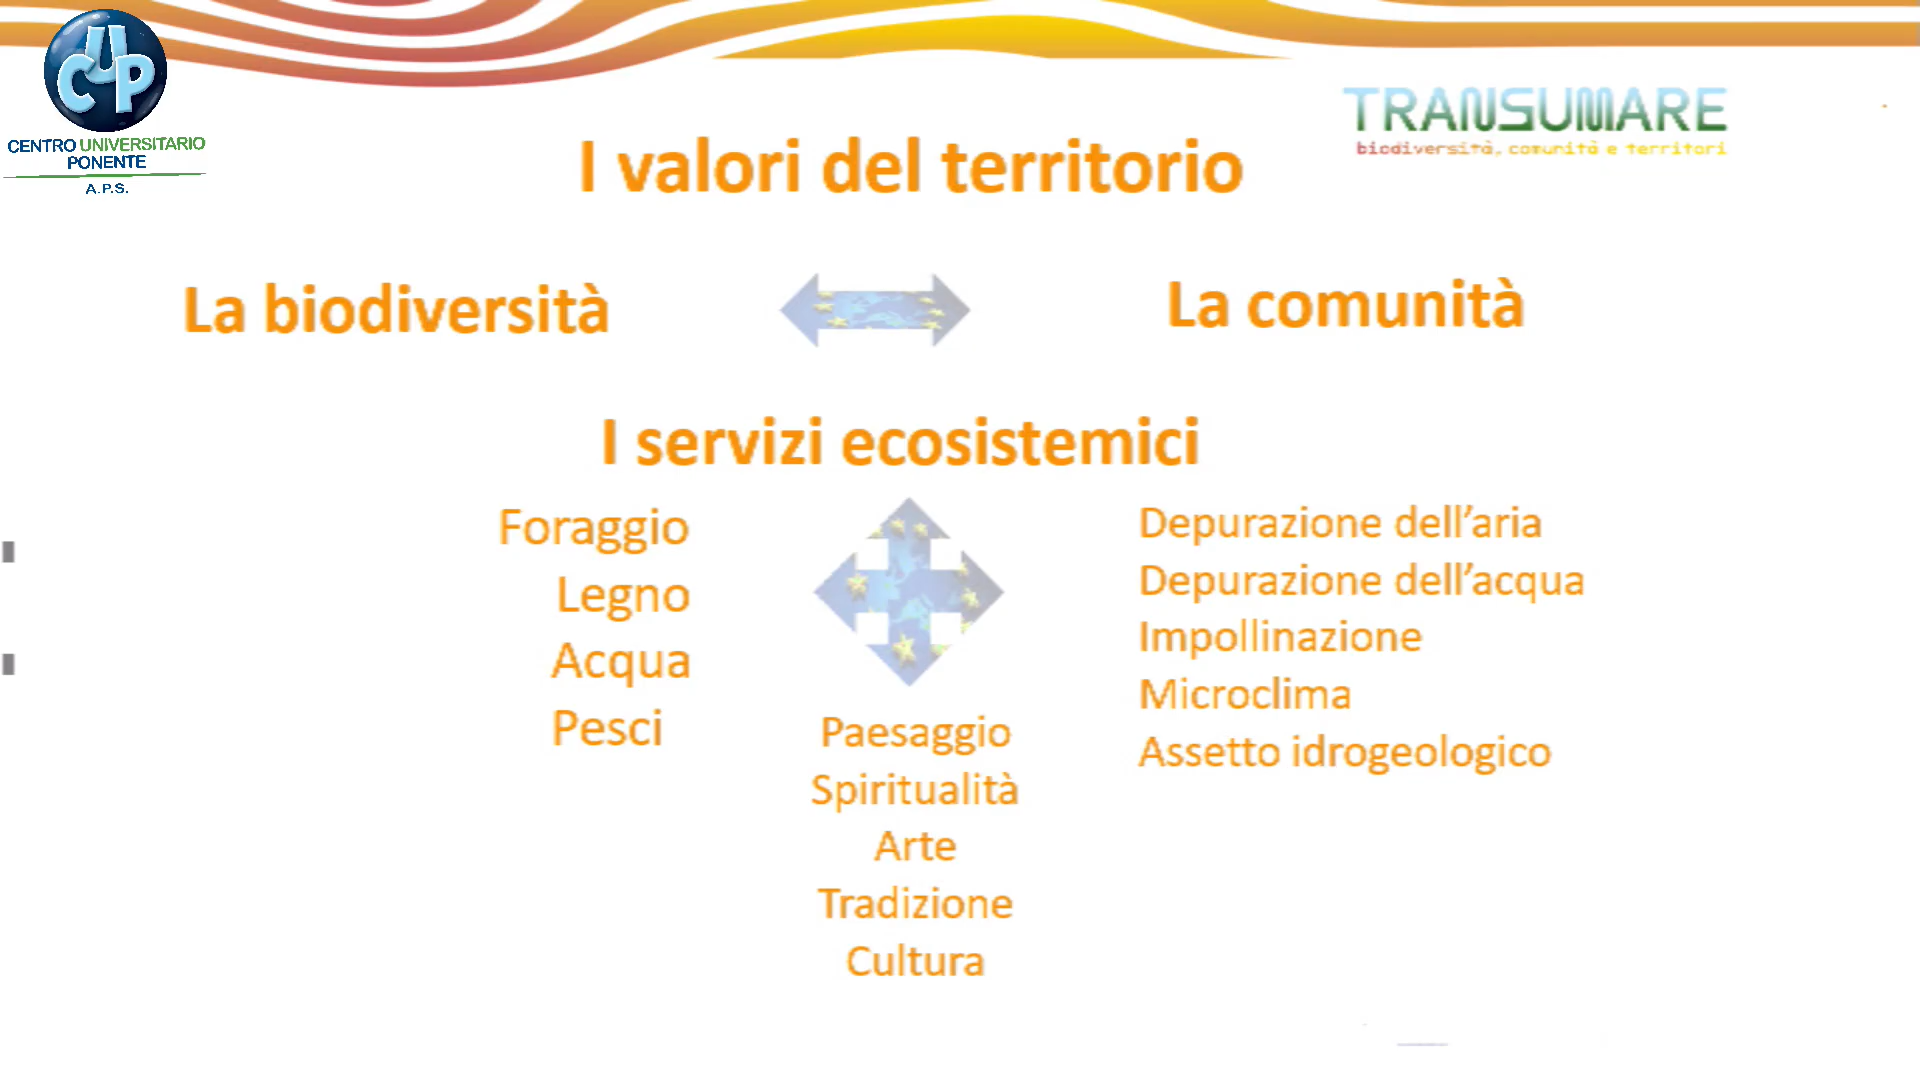 CUP
CENTRO UNIVERSITARIO
PONENTE
A.P.S.
TRANSUMARE
biodiversità, comunità e territori
I valori del territorio
La biodiversità
La comunità
I servizi ecosistemici
Foraggio
Legno
Acqua
Pesci
Paesaggio
Spiritualità
Arte
Tradizione
Cultura
Depurazione dell’aria
Depurazione dell’acqua
Impollinazione
Microclima
Assetto idrogeologico